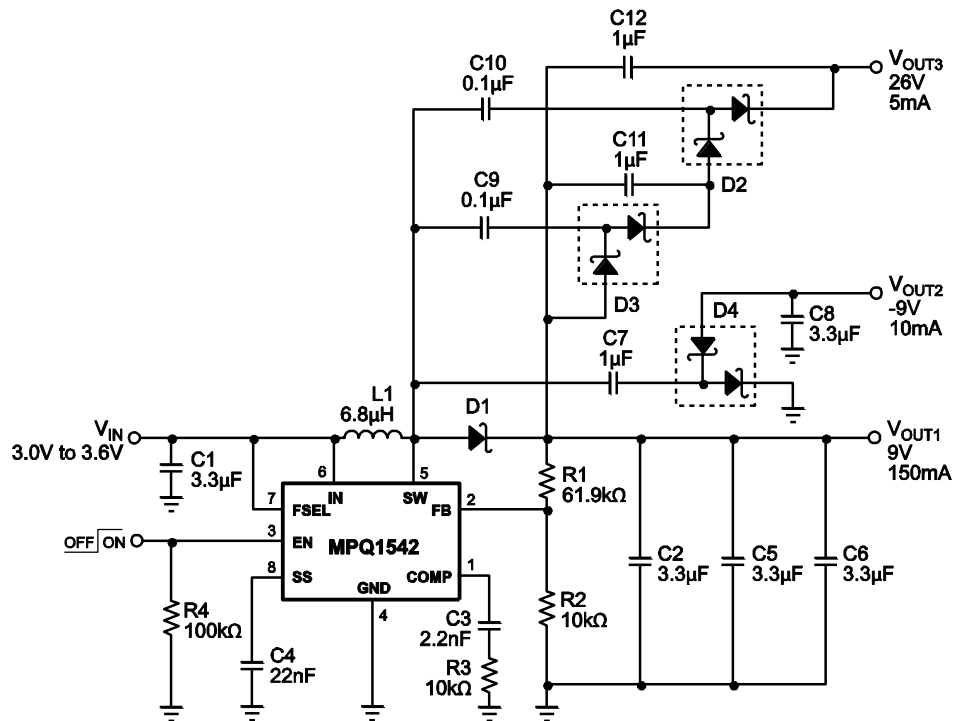 C12
1µF
C10
0.1µF
VOUT3
26V
5mA
C11
1µF
D2
C9
0.1µF
D3
VOUT2
-9V
10mA
D4
C8
3.3µF
C7
1µF
L1
6.8µH
D1
VIN
3.0V to 3.6V
VOUT1
9V
150mA
C1
3.3µF
6
5
R1
61.9kΩ
IN
SW
7
FSEL
FB
2
3
EN
MPQ1542
OFF ON
8
SS
COMP
1
GND
4
C2
3.3µF
C5
3.3µF
C6
3.3µF
R2
10kΩ
R4
100kΩ
C3
2.2nF
C4
22nF
R3
10kΩ